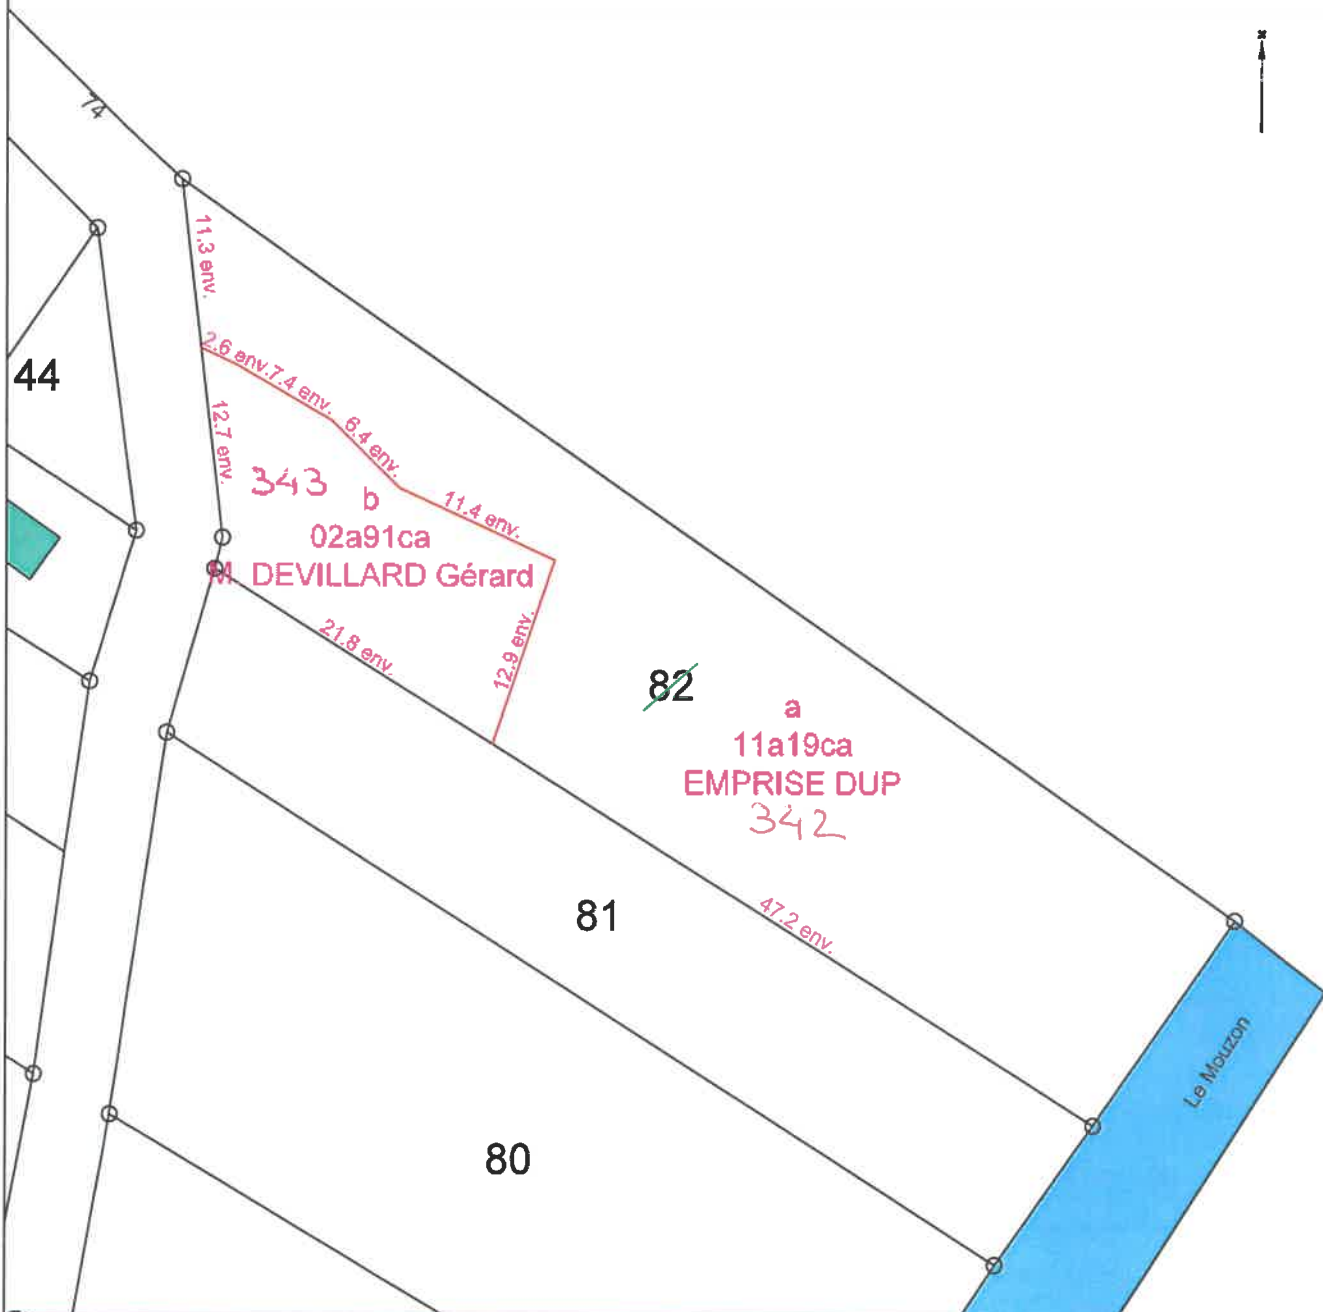 74
11.3 env.
2.6 env.
7.4 env.
44
12.7 env.
6.4 env.
343
b
11.4 env.
02a91ca
M. DEVILLARD Gérard
21.8 env.
12.9 env.
82
a
11a19ca
EMPRISE DUP
342
81
47.2 env.
Le Mouzon
80